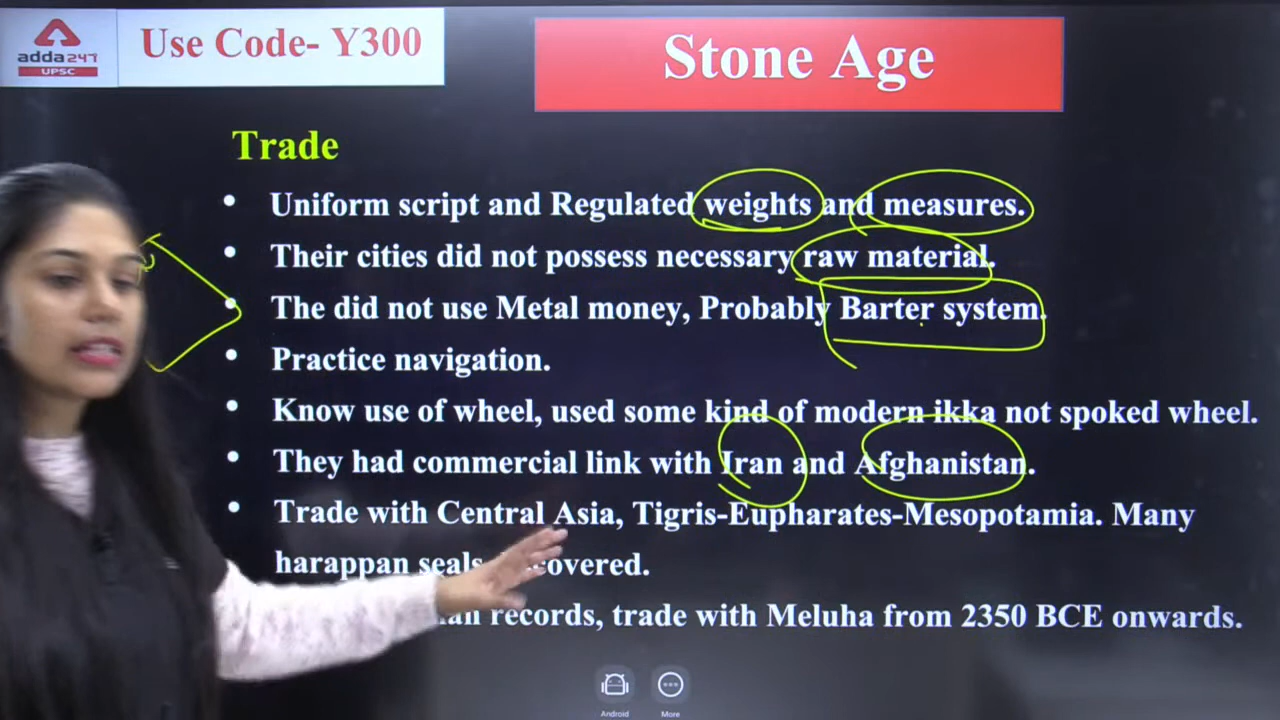 adda247
UPSC
Use Code- Y300
Stone Age
Trade
• Uniform script and Regulated weights and measures.
• Their cities did not possess necessary raw material.
• The did not use Metal money, Probably Barter system.
• Practice navigation.
• Know use of wheel, used some kind of modern ikka not spoked wheel.
• They had commercial link with Iran and Afghanistan.
• Trade with Central Asia, Tigris-Eupharates-Mesopotamia. Many
harappan seals
records, trade with Meluha from 2350 BCE onwards.
Android
More